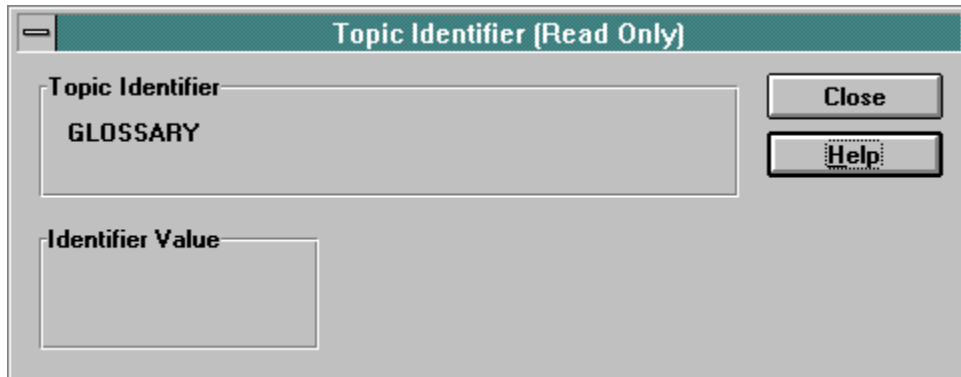 Topic Identifier (Read Only)
Topic Identifier
GLOSSARY
Close
Help
Identifier Value